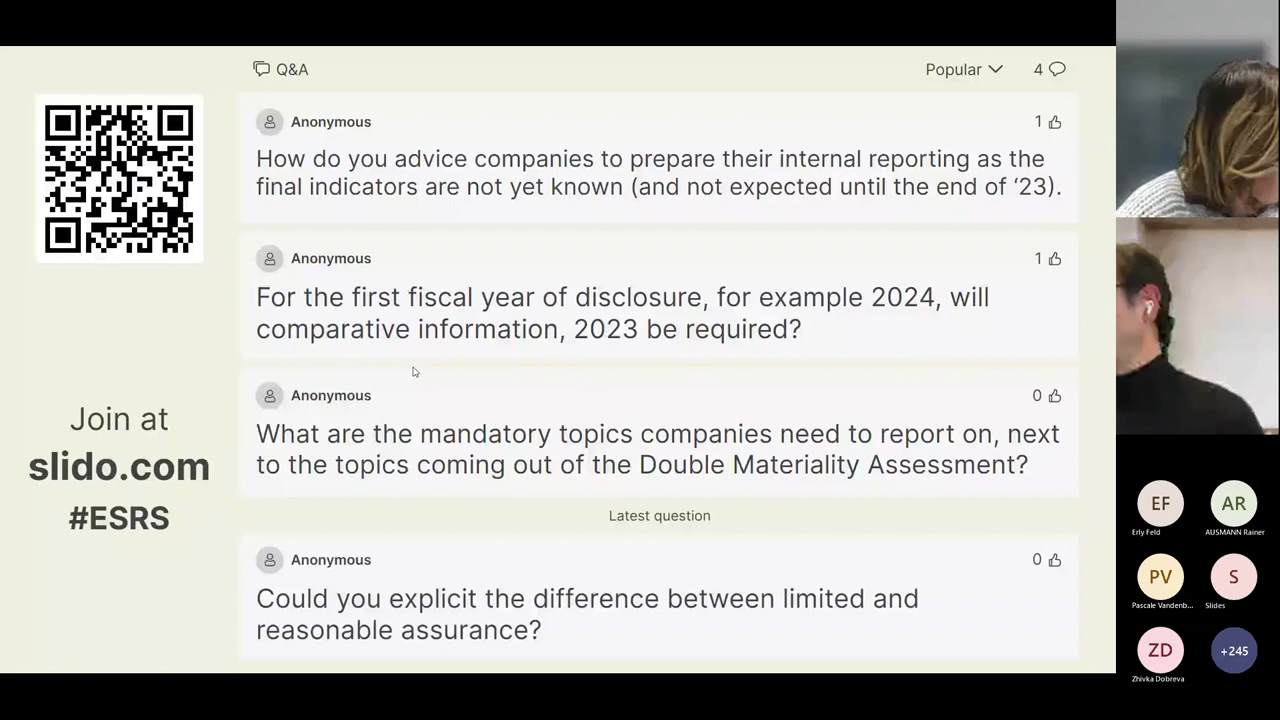 Q&A
Popular
4
Anonymous
1
How do you advice companies to prepare their internal reporting as the
final indicators are not yet known (and not expected until the end of ‘23).
Anonymous
1
For the first fiscal year of disclosure, for example 2024, will
comparative information, 2023 be required?
Anonymous
0
What are the mandatory topics companies need to report on, next
to the topics coming out of the Double Materiality Assessment?
Latest question
Anonymous
0
Could you explicit the difference between limited and
reasonable assurance?
Join at
slido.com
#ESRS
EF
Erly Feld
AR
AUSMANN Rainer
PV
Pascale Vandenb...
S
Slides
ZD
Zhivka Dobreva
+245